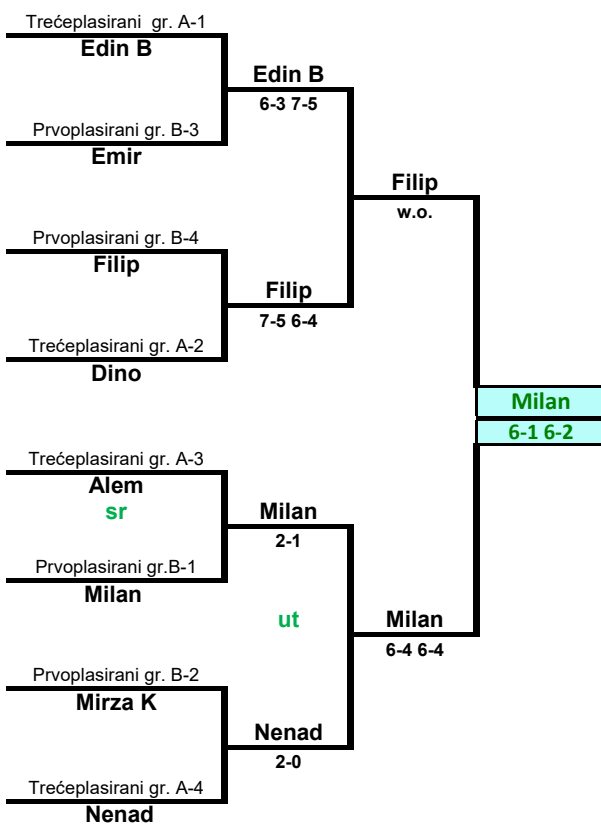 Trećeplasirani gr. A-1
Edin B
Edin B
6-3 7-5
Prvoplasirani gr. B-3
Emir
Filip
w.o.
Prvoplasirani gr. B-4
Filip
Filip
7-5 6-4
Trećeplasirani gr. A-2
Dino
Milan
6-1 6-2
Trećeplasirani gr. A-3
Alem
sr
Milan
2-1
Prvoplasirani gr.B-1
Milan
ut
Milan
6-4 6-4
Prvoplasirani gr. B-2
Mirza K
Nenad
2-0
Trećeplasirani gr. A-4
Nenad